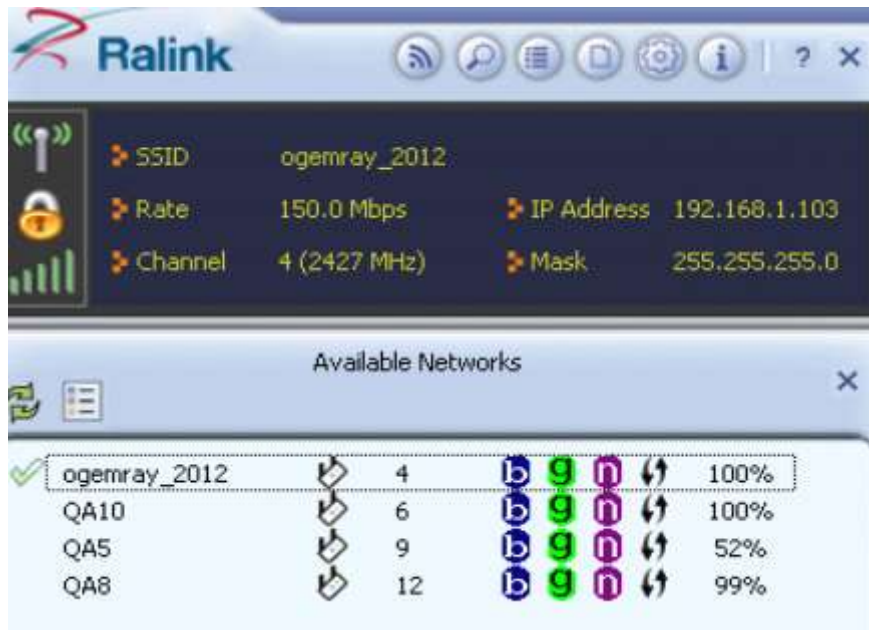 Ralink
i ? ×
SSID ogemray_2012
Rate 150.0 Mbps IP Address 192.168.1.103
Channel 4 (2427 MHz) Mask 255.255.255.0
Available Networks ×
ogemray_2012 4 b g n 100%
QA10 6 b g n 100%
QA5 9 b g n 52%
QA8 12 b g n 99%